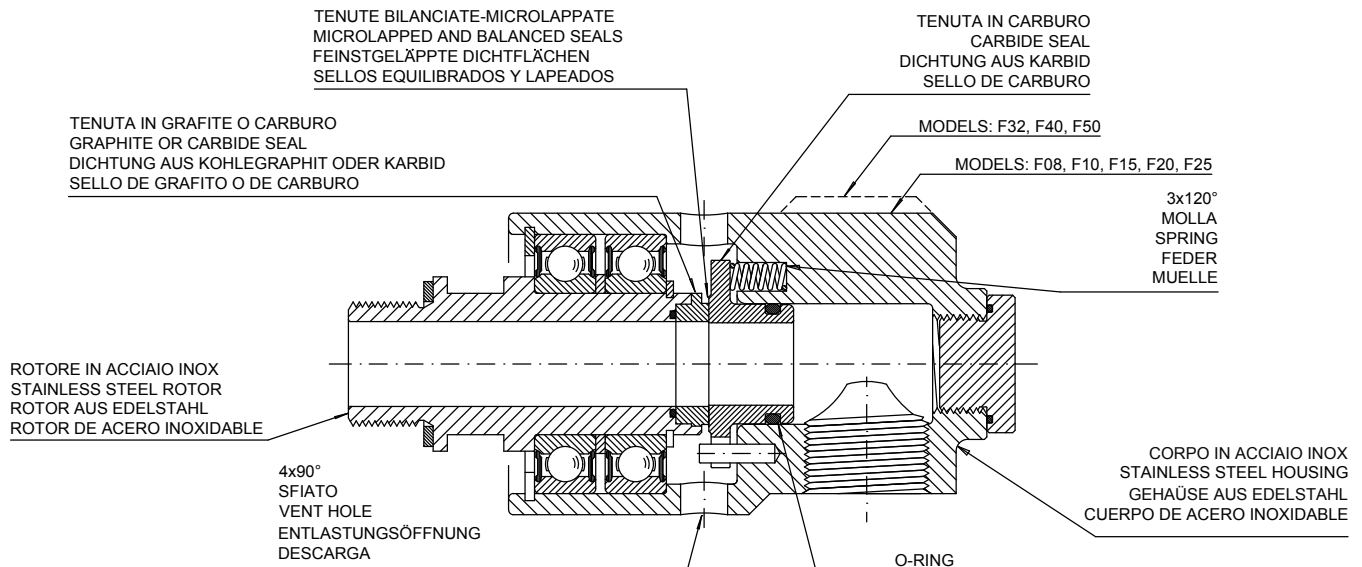 TENUTE BILANCIATE-MICROLAPPATE
MICROLAPPED AND BALANCED SEALS
FEINSTGELÄPPTE DICHTFLÄCHEN
SELLOS EQUILIBRADOS Y LAPEADOS
TENUTA IN CARBURO
CARBIDE SEAL
DICHTUNG AUS KARBID
SELLO DE CARBURO
TENUTA IN GRAFITE O CARBURO
GRAPHITE OR CARBIDE SEAL
DICHTUNG AUS KOHLEGRAPHIT ODER KARBID
SELLO DE GRAFITO O DE CARBURO
MODELS: F32, F40, F50
MODELS: F08, F10, F15, F20, F25
3x120°
MOLLA
SPRING
FEDER
MUELLE
ROTORE IN ACCIAIO INOX
STAINLESS STEEL ROTOR
ROTOR AUS EDELSTAHL
ROTOR DE ACERO INOXIDABLE
4x90°
SFIATO
VENT HOLE
ENTLASTUNGSÖFFNUNG
DESCARGA
CORPO IN ACCIAIO INOX
STAINLESS STEEL HOUSING
GEHAÜSE AUS EDELSTAHL
CUERPO DE ACERO INOXIDABLE
O-RING